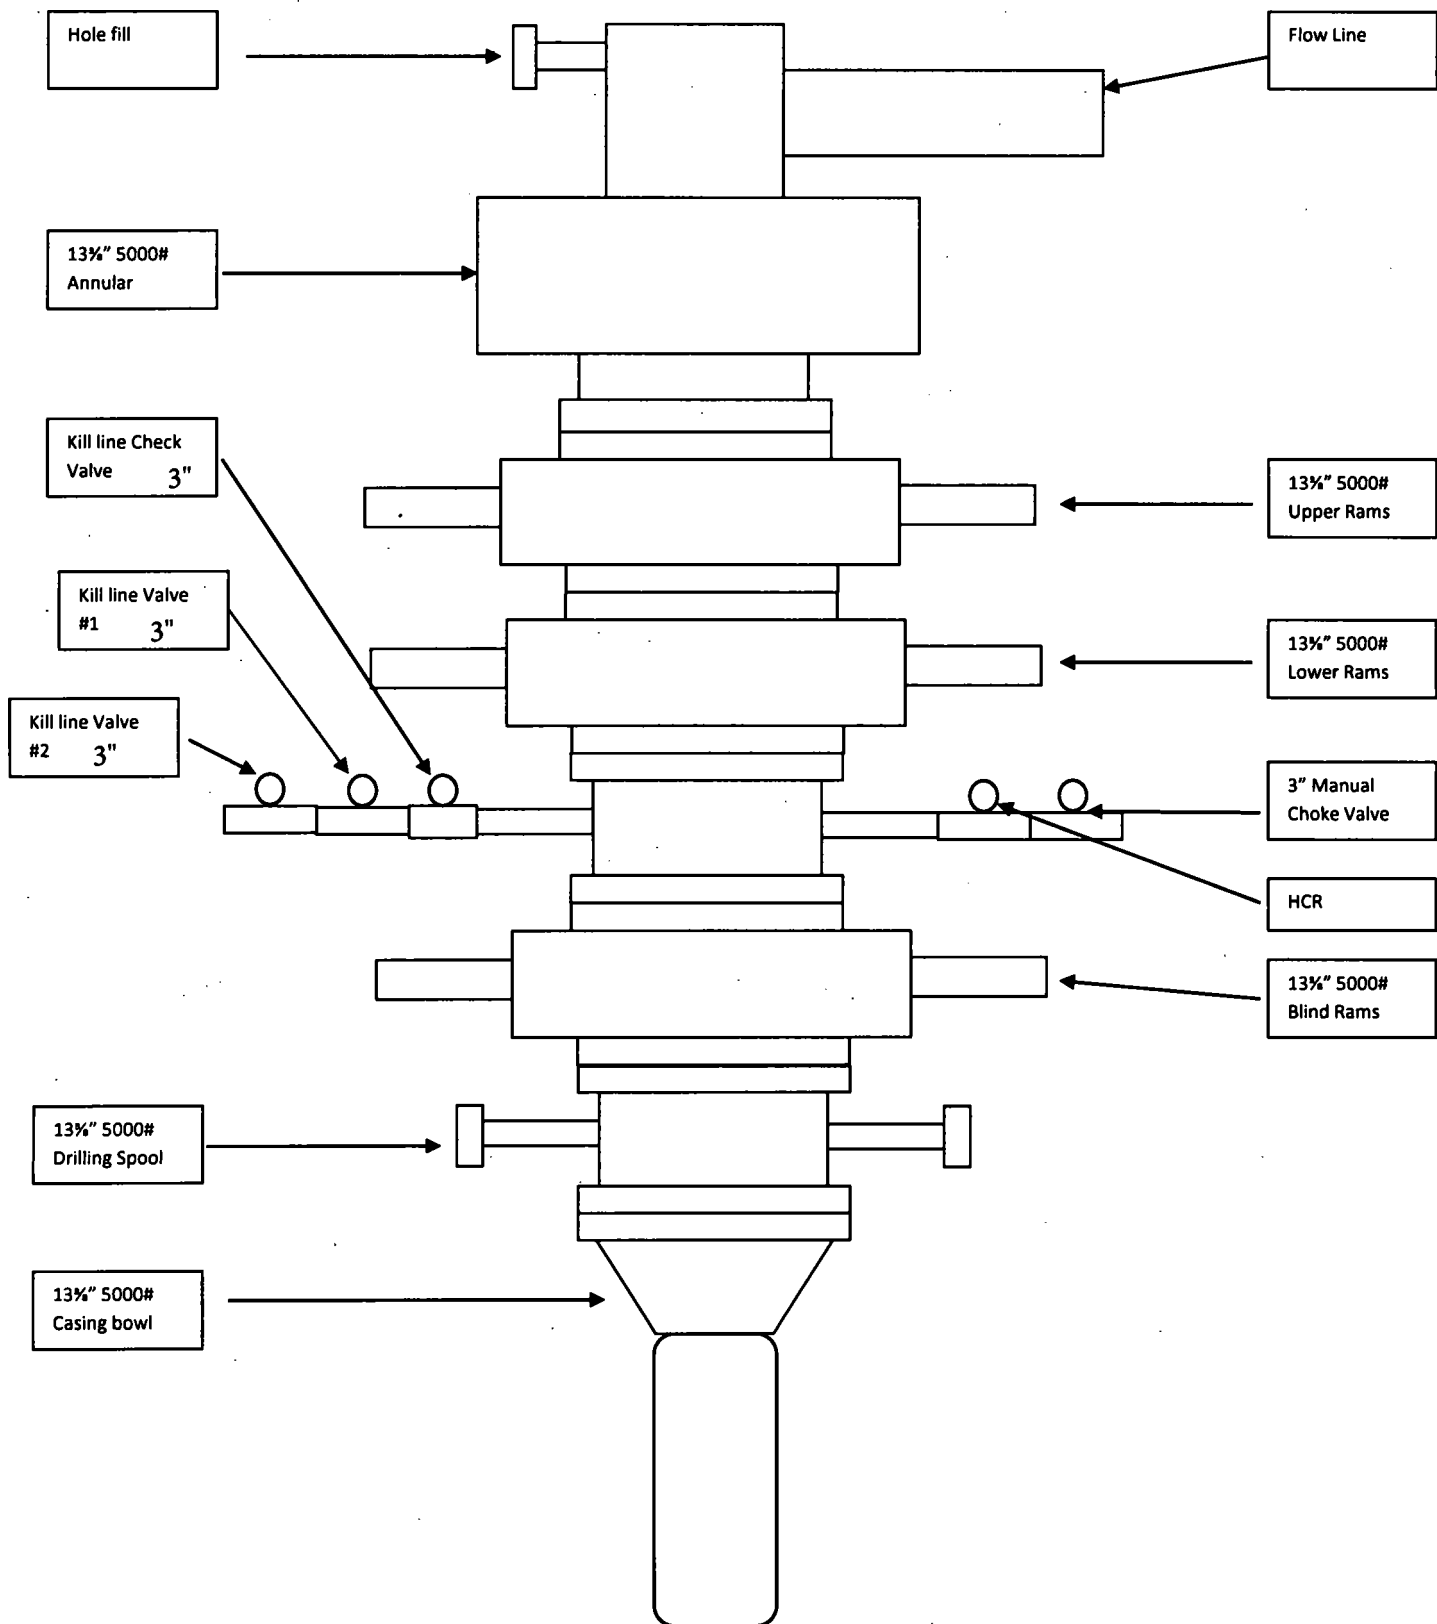 Hole fill
Flow Line
13⅝" 5000#
Annular
Kill line Check
Valve 3"
13⅝" 5000#
Upper Rams
Kill line Valve
#1 3"
13⅝" 5000#
Lower Rams
Kill line Valve
#2 3"
3" Manual
Choke Valve
HCR
13⅝" 5000#
Blind Rams
13⅝" 5000#
Drilling Spool
13⅝" 5000#
Casing bowl